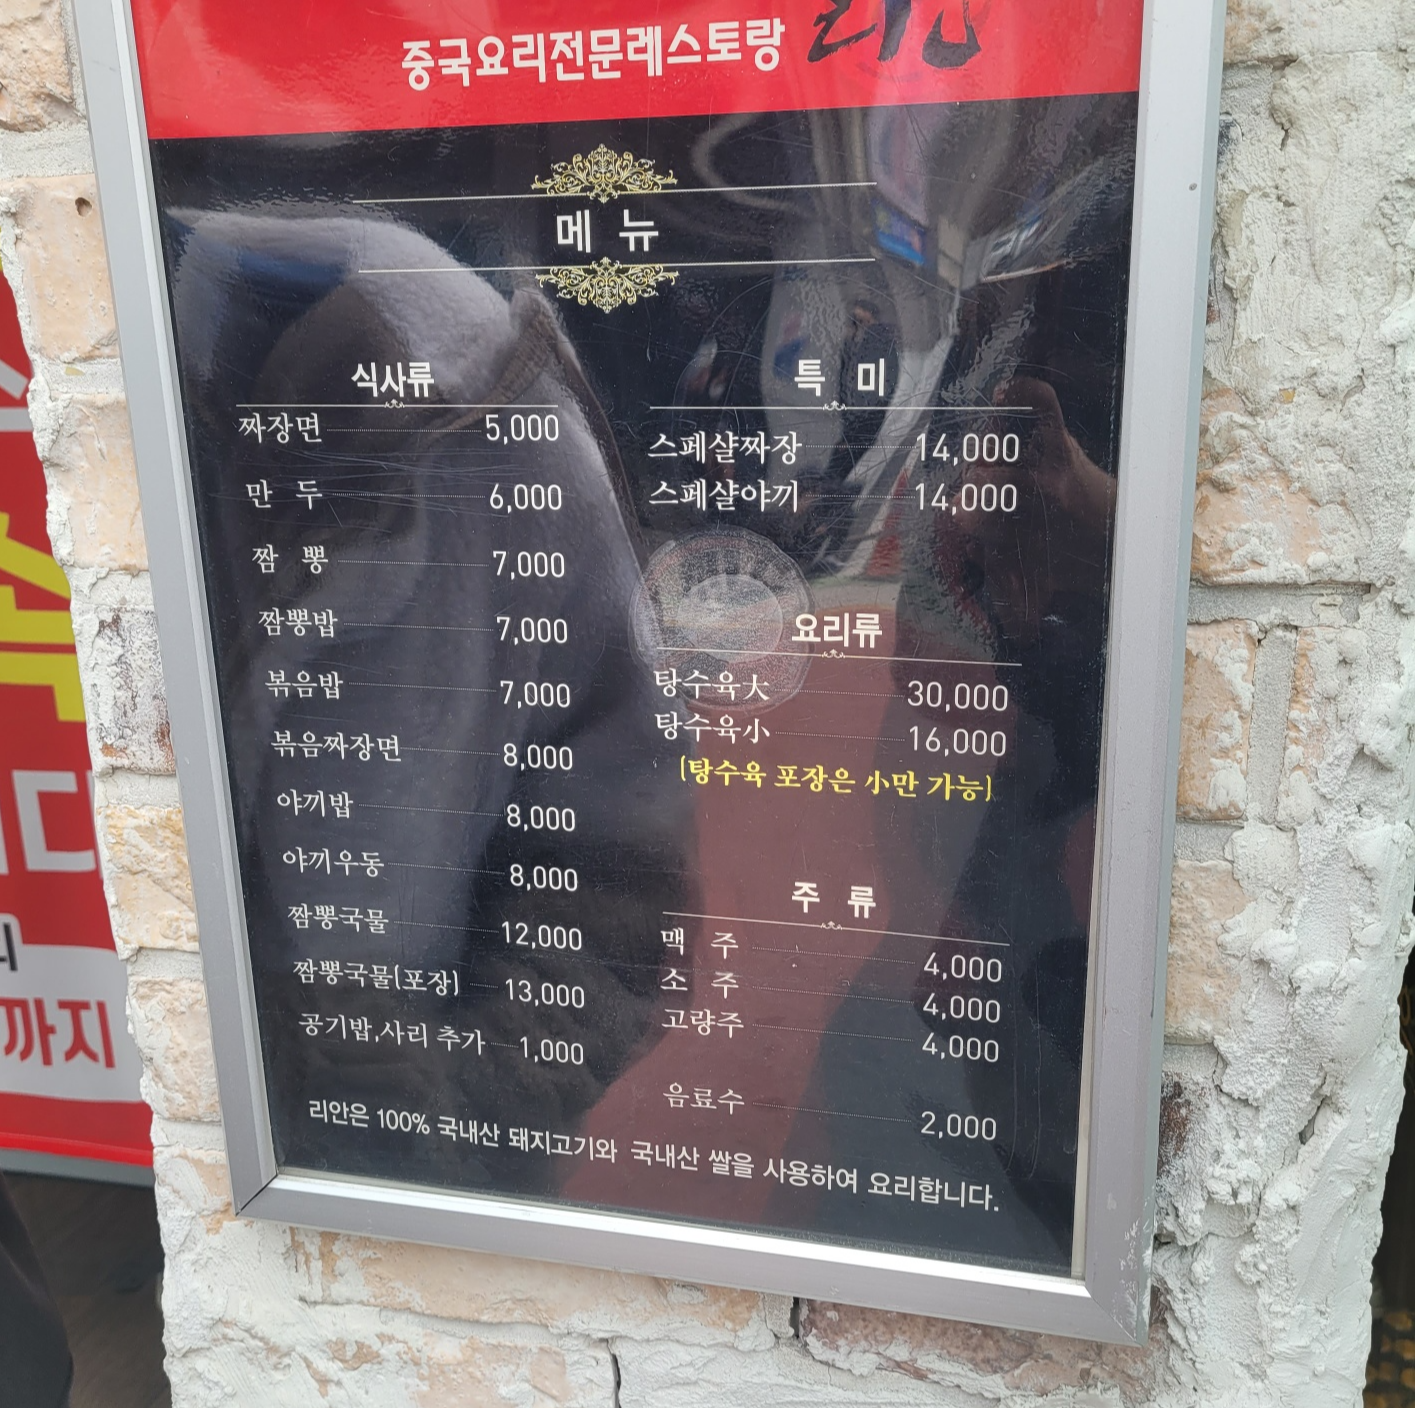 중국요리전문레스토랑
메 뉴
식사류
짜장면 5,000
만 두 6,000
짬 뽕 7,000
짬뽕밥 7,000
볶음밥 7,000
볶음짜장면 8,000
야끼밥 8,000
야끼우동 8,000
짬뽕국물 12,000
짬뽕국물(포장) 13,000
공기밥,사리 추가 1,000
특 미
스페샬짜장 14,000
스페샬야끼 14,000
요리류
탕수육大 30,000
탕수육小 16,000
(탕수육 포장은 小만 가능)
주 류
맥 주 4,000
소 주 4,000
고량주 4,000
음료수 2,000
리안은 100% 국내산 돼지고기와 국내산 쌀을 사용하여 요리합니다.
까지